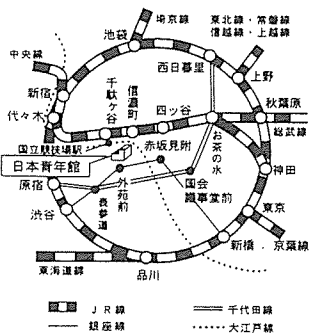 埼京線
東北線・常磐線
信越線・上越線
池袋
中央線
西日暮里
上野
新宿
千駄ヶ谷
信濃町
四ッ谷
秋葉原
代々木
総武線
国立競技場駅
赤坂見附
お茶の水
日本青年館
神田
原宿
外苑前
国会
議事堂前
表参道
渋谷
東京
新橋
京葉線
東海道線
品川
JR線
千代田線
銀座線
大江戸線